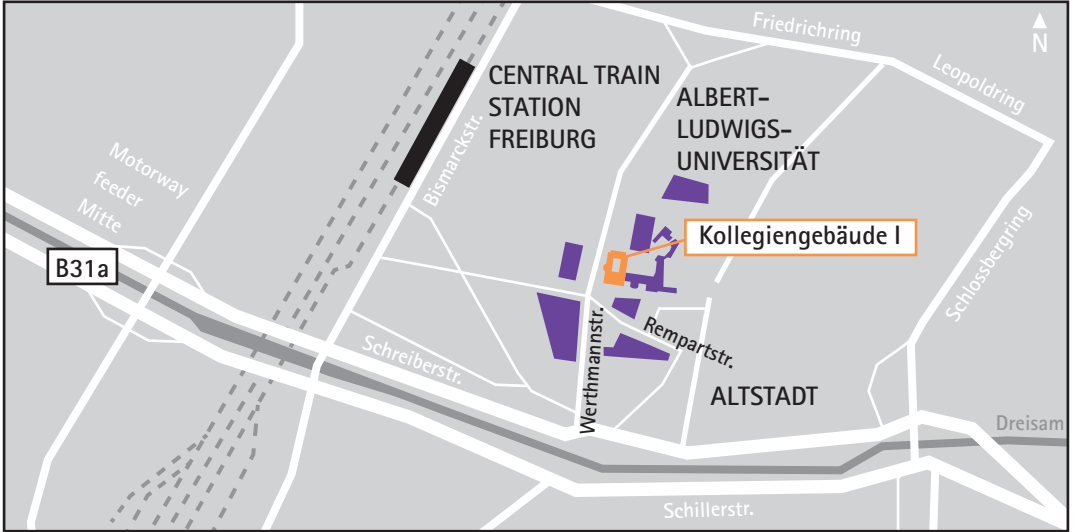 Friedrichring
N
Leopoldring
CENTRAL TRAIN
STATION
FREIBURG
ALBERT-
LUDWIGS-
UNIVERSITÄT
Motorway
feeder
Mitte
Bismarckstr.
Kollegiengebäude I
B31a
Schlossbergring
Schreiberstr.
Werthmannstr.
Rempartstr.
ALTSTADT
Dreisam
Schillerstr.